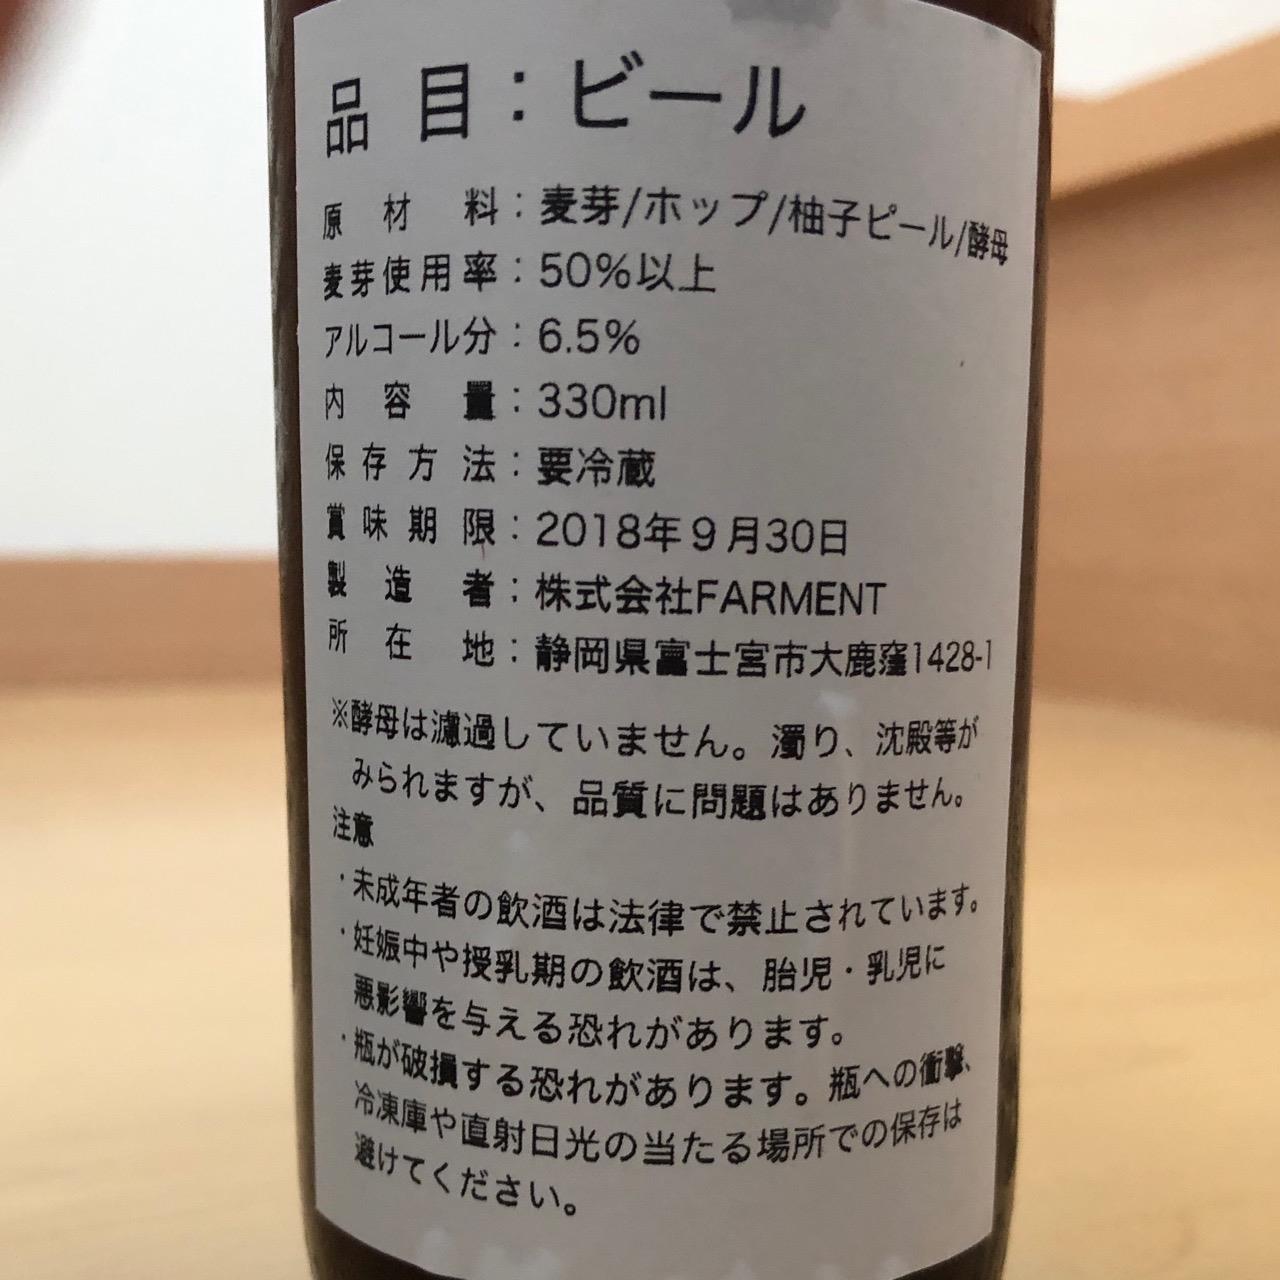 品目：ビール
原材料：麦芽/ホップ/柚子ピール/酵母
麦芽使用率：50%以上
アルコール分：6.5%
内容量：330ml
保存方法：要冷蔵
賞味期限：2018年9月30日
製造者：株式会社FARMENT
所在地：静岡県富士宮市大鹿窪1428-1
※酵母は濾過していません。濁り、沈殿等が
みられますが、品質に問題はありません。
注意
・未成年者の飲酒は法律で禁止されています。
・妊娠中や授乳期の飲酒は、胎児・乳児に
悪影響を与える恐れがあります。
・瓶が破損する恐れがあります。瓶への衝撃、
冷凍庫や直射日光の当たる場所での保存は
避けてください。